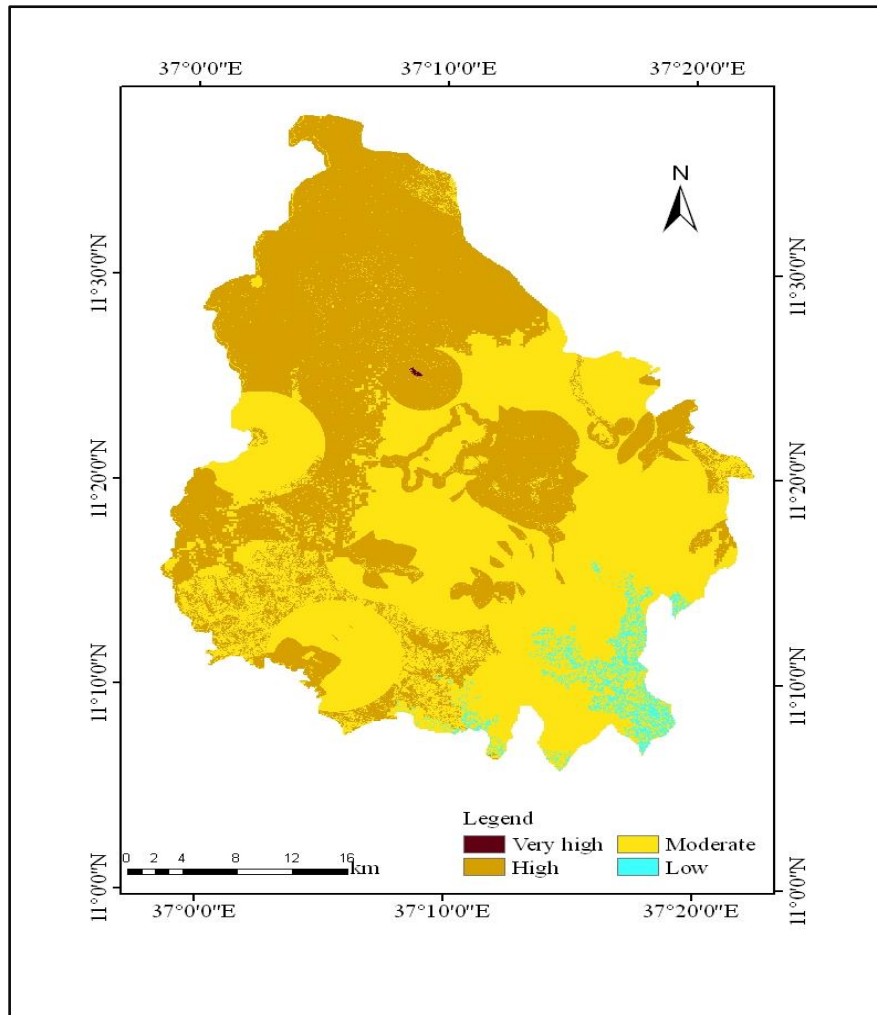 37°0'0"E 37°10'0"E 37°20'0"E
N
11°30'0"N 11°30'0"N
11°20'0"N 11°20'0"N
11°10'0"N 11°10'0"N
Legend
Very high Moderate
High Low
0 2 4 8 12 16 km
11°0'0"N 11°0'0"N
37°0'0"E 37°10'0"E 37°20'0"E